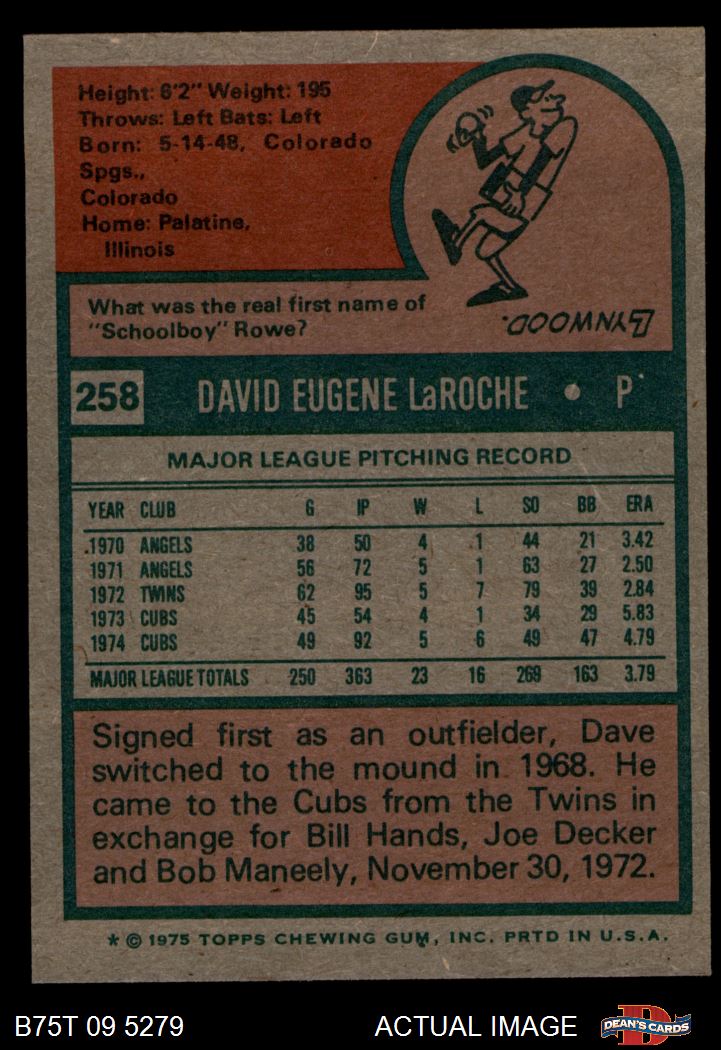 Height: 6'2" Weight: 195
Throws: Left Bats: Left
Born: 5-14-48, Colorado
Spgs.,
Colorado
Home: Palatine,
Illinois
What was the real first name of
"Schoolboy" Rowe?
LYNWOOD.
258 DAVID EUGENE LaROCHE • P
MAJOR LEAGUE PITCHING RECORD
YEAR CLUB G IP W L SO BB ERA
1970 ANGELS 38 50 4 1 44 21 3.42
1971 ANGELS 56 72 5 1 63 27 2.50
1972 TWINS 62 95 5 7 79 39 2.84
1973 CUBS 45 54 4 1 34 29 5.83
1974 CUBS 49 92 5 6 49 47 4.79
MAJOR LEAGUE TOTALS 250 363 23 16 269 163 3.79
Signed first as an outfielder, Dave
switched to the mound in 1968. He
came to the Cubs from the Twins in
exchange for Bill Hands, Joe Decker
and Bob Maneely, November 30, 1972.
* © 1975 TOPPS CHEWING GUM, INC. PRTD IN U.S.A.
B75T 09 5279 ACTUAL IMAGE DEAN'S CARDS